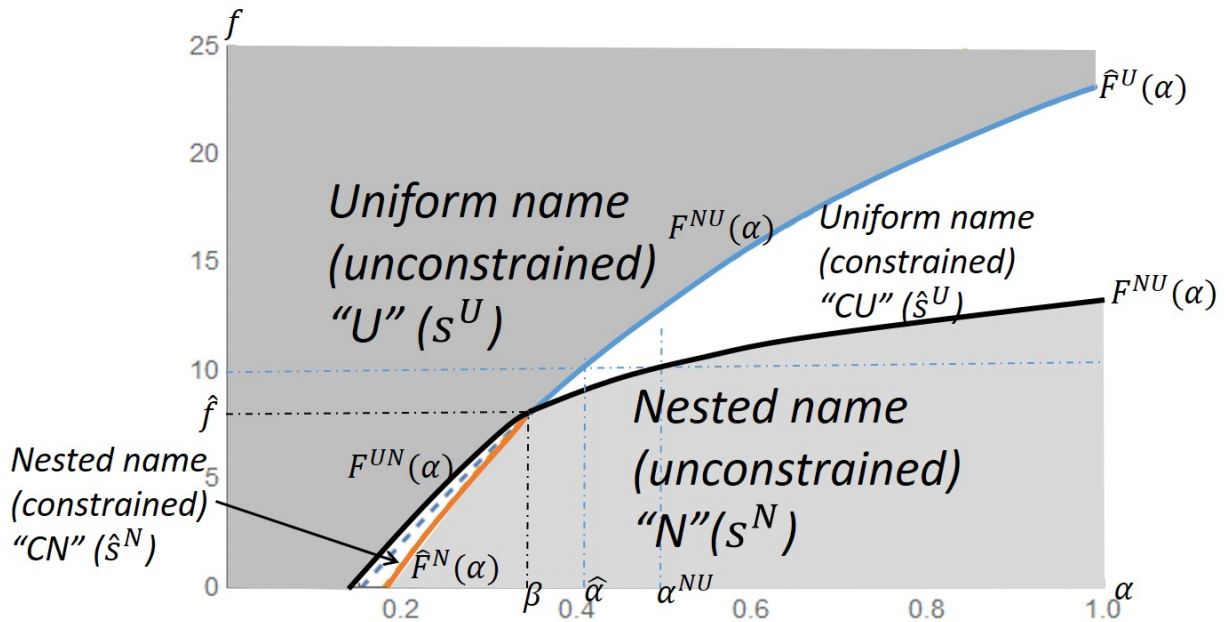 f
25
F̂^U(α)
20
Uniform name
(unconstrained)
“U” (s^U)
F^NU(α)
Uniform name
(constrained)
“CU” (ŝ^U)
15
F^NU(α)
10
f̂
Nested name
(unconstrained)
“N”(s^N)
F^UN(α)
Nested name
(constrained)
“CN” (ŝ^N)
5
F̂^N(α)
0
0.2
β
0.4
α̂
α^NU
0.6
0.8
1.0
α